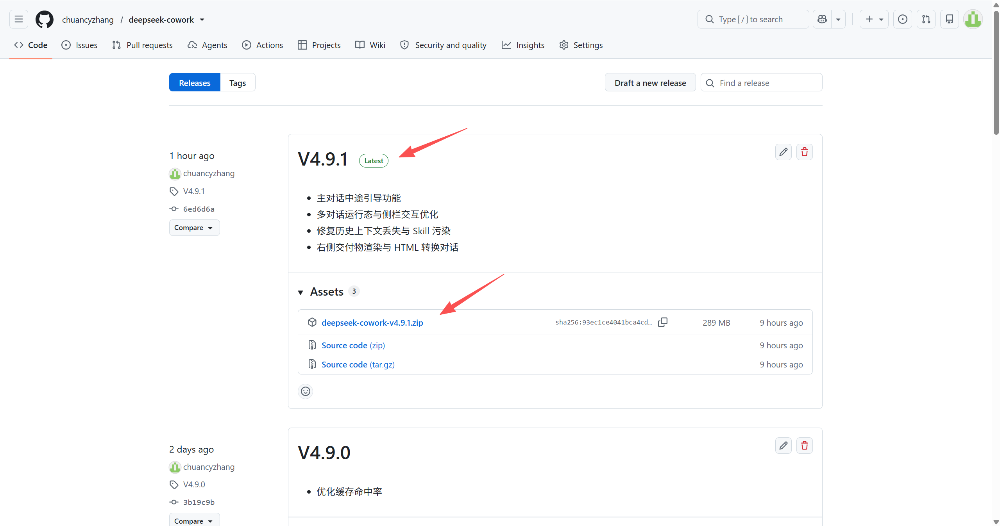 chuancyzhang / deepseek-cowork
Type / to search
Code Issues Pull requests Agents Actions Projects Wiki Security and quality Insights Settings
Releases Tags
Draft a new release Find a release
1 hour ago
chuancyzhang
V4.9.1
6ed6d6a
Compare
V4.9.1 Latest
主对话中途引导功能
多对话运行态与侧栏交互优化
修复历史上下文丢失与 Skill 污染
右侧交付物渲染与 HTML 转换对话
Assets 3
deepseek-cowork-v4.9.1.zip sha256:93ec1ce4041bca4cd... 289 MB 9 hours ago
Source code (zip) 9 hours ago
Source code (tar.gz) 9 hours ago
2 days ago
chuancyzhang
V4.9.0
3b19c9b
Compare
V4.9.0
优化缓存命中率